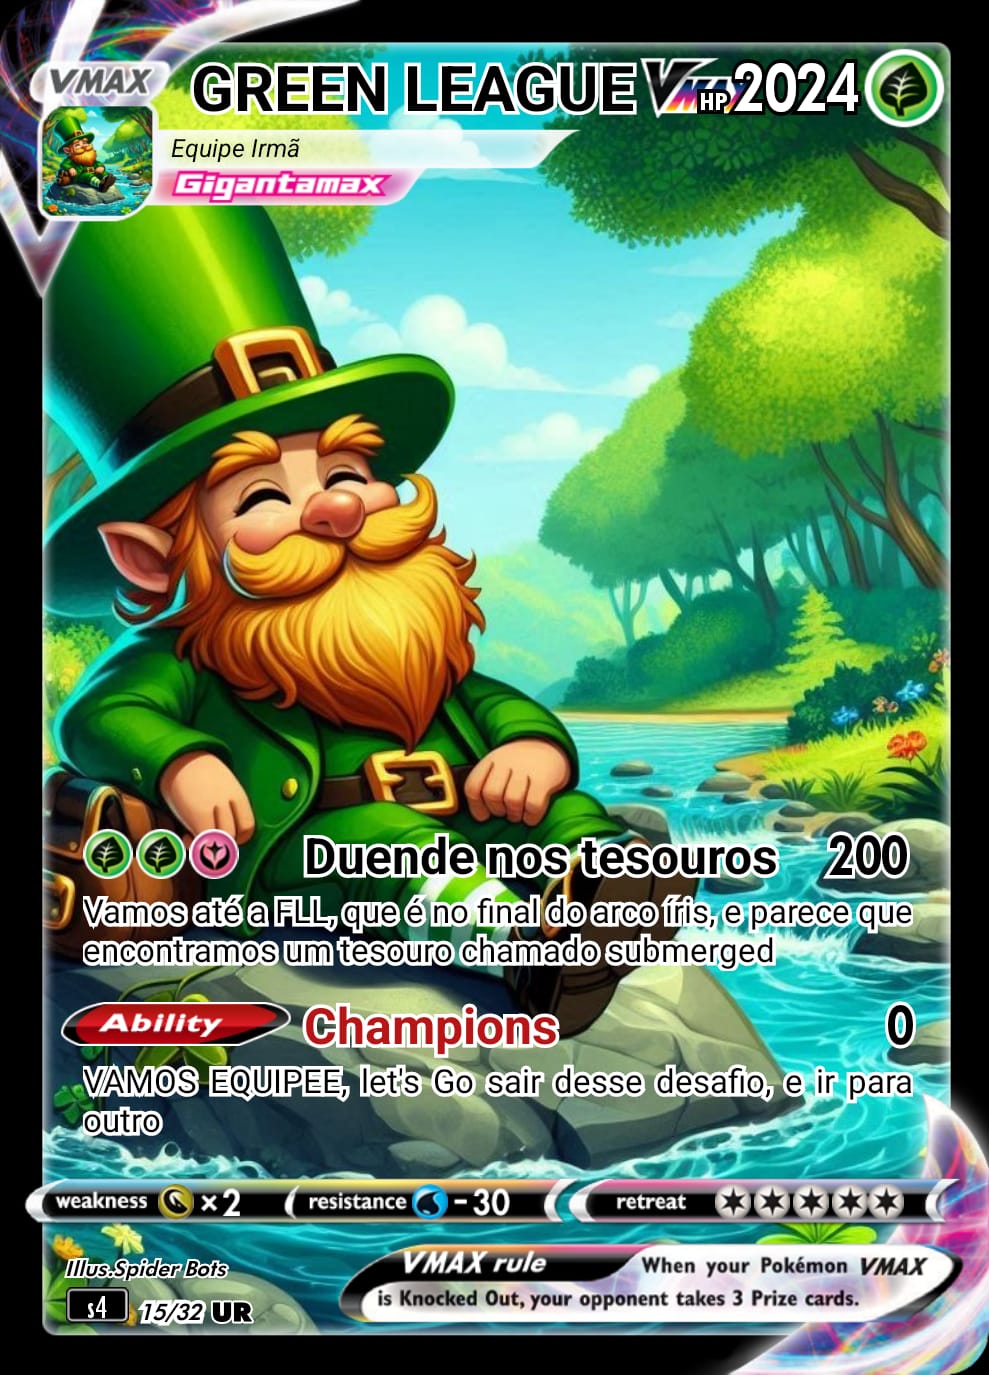 VMAX
GREEN LEAGUE VMAX HP 2024
Equipe Irmã
Gigantamax
Duende nos tesouros 200
Vamos até a FLL, que é no final do arco íris, e parece que
encontramos um tesouro chamado submerged
Ability Champions 0
VAMOS EQUIPEE, let's Go sair desse desafio, e ir para
outro
weakness ×2 resistance -30 retreat
Illus.Spider Bots
s4 15/32 UR
VMAX rule When your Pokémon VMAX
is Knocked Out, your opponent takes 3 Prize cards.